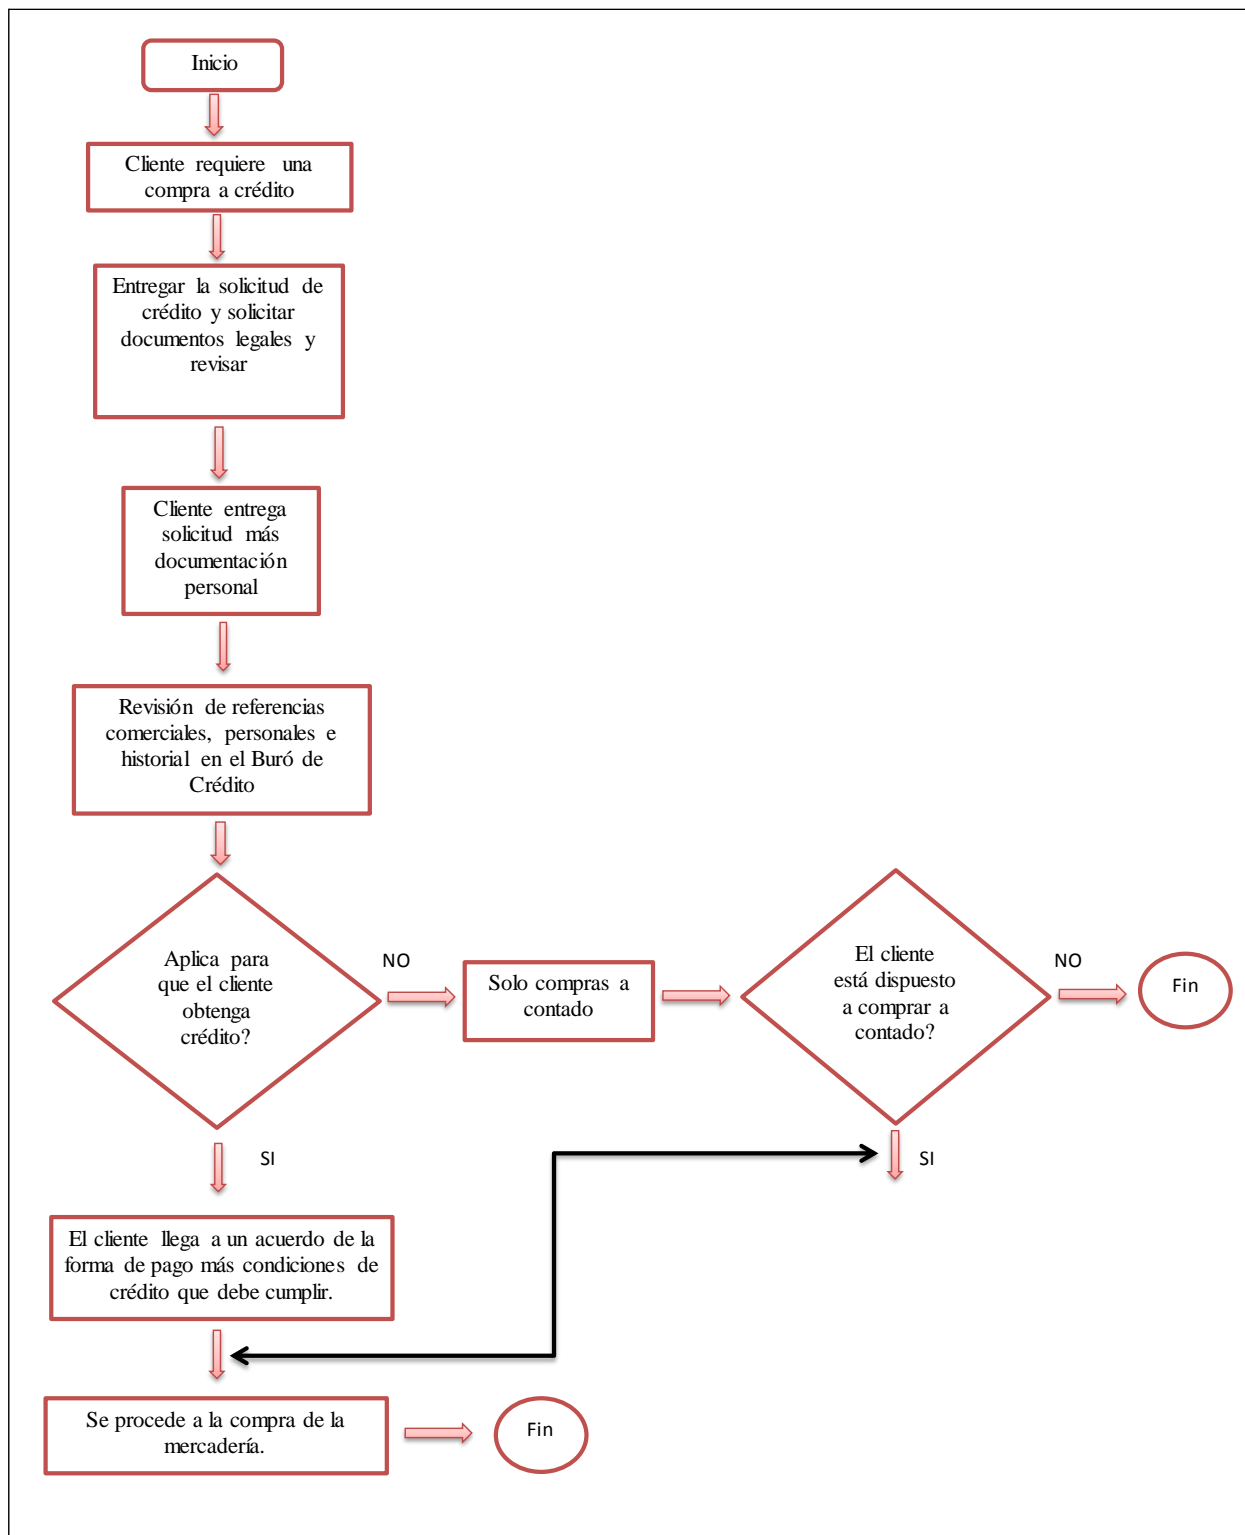 Inicio
Cliente requiere una
compra a crédito
Entregar la solicitud de
crédito y solicitar
documentos legales y
revisar
Cliente entrega
solicitud más
documentación
personal
Revisión de referencias
comerciales, personales e
historial en el Buró de
Crédito
Aplica para
que el cliente
obtenga
crédito?
NO
Solo compras a
contado
El cliente
está dispuesto
a comprar a
contado?
NO
Fin
SI
SI
El cliente llega a un acuerdo de la
forma de pago más condiciones de
crédito que debe cumplir.
Se procede a la compra de la
mercadería.
Fin